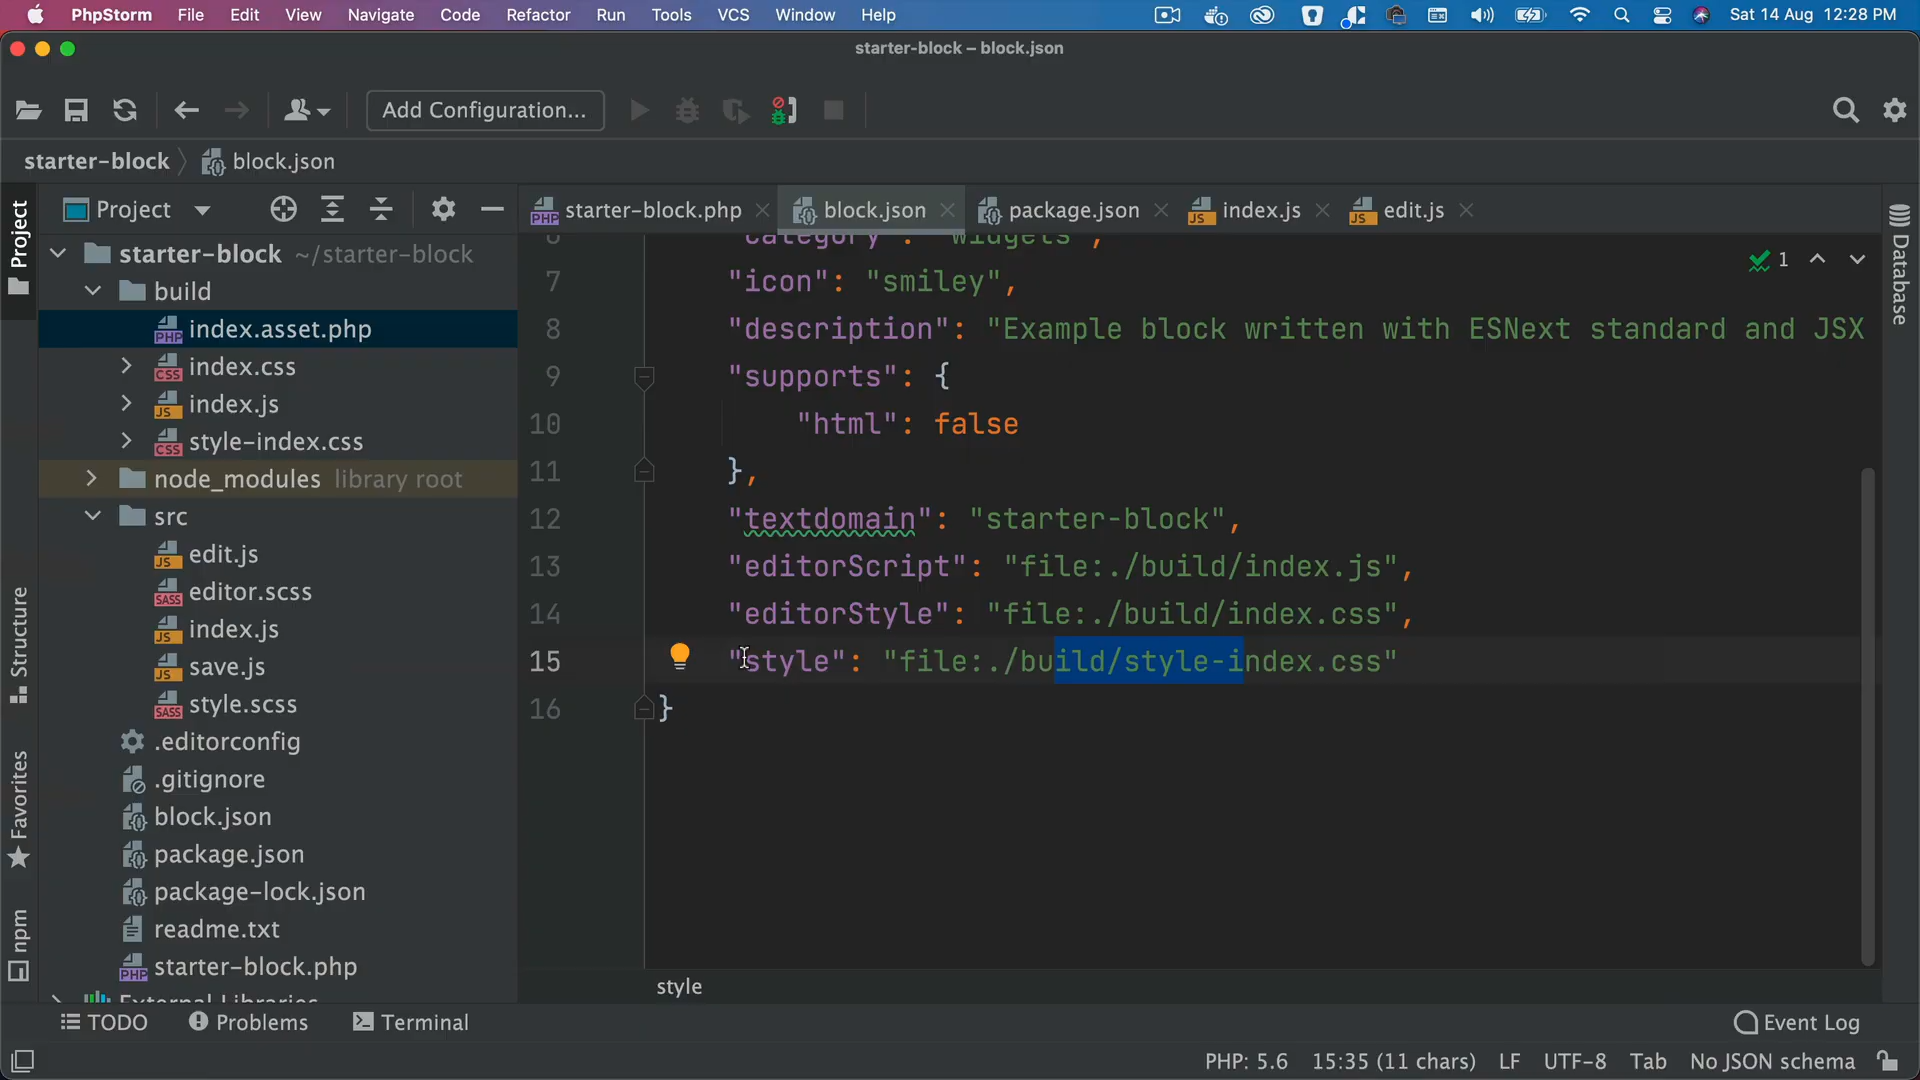 PhpStorm File Edit View Navigate Code Refactor Run Tools VCS Window Help Sat 14 Aug 12:28 PM
starter-block – block.json
Add Configuration...
starter-block block.json
Project
Project
starter-block.php block.json package.json index.js edit.js
Database
starter-block ~/starter-block
build
index.asset.php
index.css
index.js
style-index.css
node_modules library root
src
edit.js
editor.scss
index.js
save.js
style.scss
.editorconfig
.gitignore
block.json
package.json
package-lock.json
readme.txt
starter-block.php
External Libraries
Structure
Favorites
npm
6 "category": "widgets",
7 "icon": "smiley",
8 "description": "Example block written with ESNext standard and JSX
9 "supports": {
10 "html": false
11 },
12 "textdomain": "starter-block",
13 "editorScript": "file:./build/index.js",
14 "editorStyle": "file:./build/index.css",
15 "style": "file:./build/style-index.css"
16 }
1
style
TODO Problems Terminal Event Log
PHP: 5.6 15:35 (11 chars) LF UTF-8 Tab No JSON schema